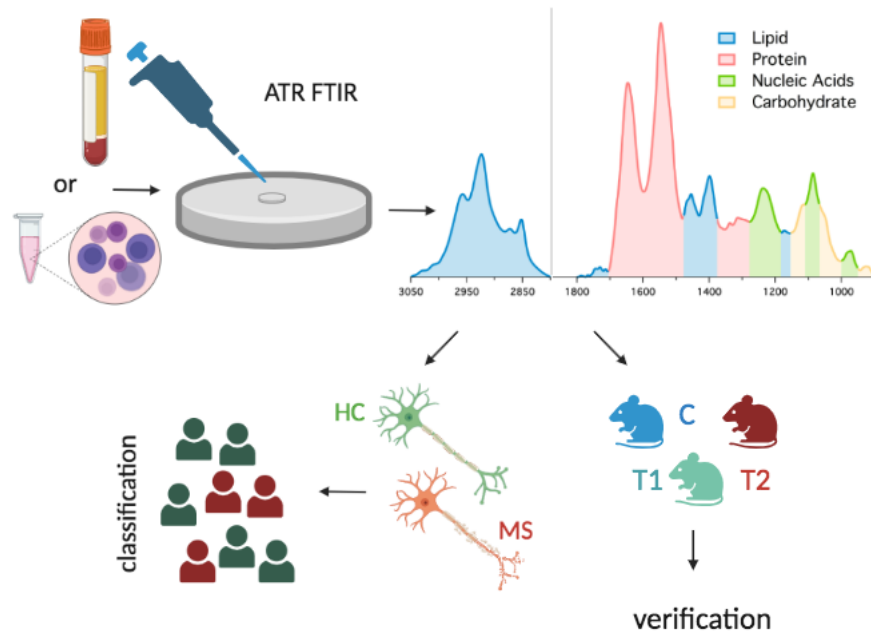 ATR FTIR
or
Lipid
Protein
Nucleic Acids
Carbohydrate
3050 2950 2850 1800 1600 1400 1200 1000
HC
MS
classification
C
T1 T2
verification